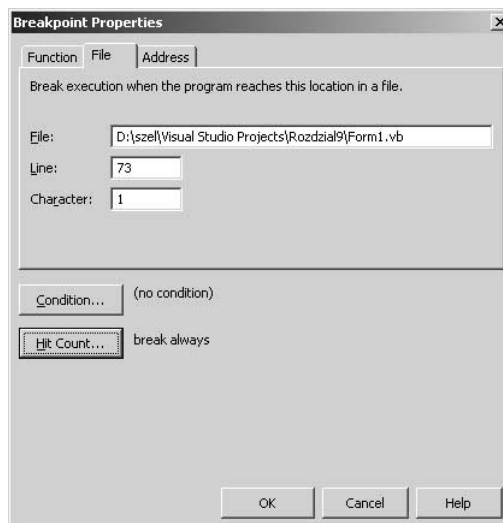 Breakpoint Properties
Function File Address
Break execution when the program reaches this location in a file.
File: D:\szel\Visual Studio Projects\Rozdzial9\Form1.vb
Line: 73
Character: 1
Condition... (no condition)
Hit Count... break always
OK Cancel Help